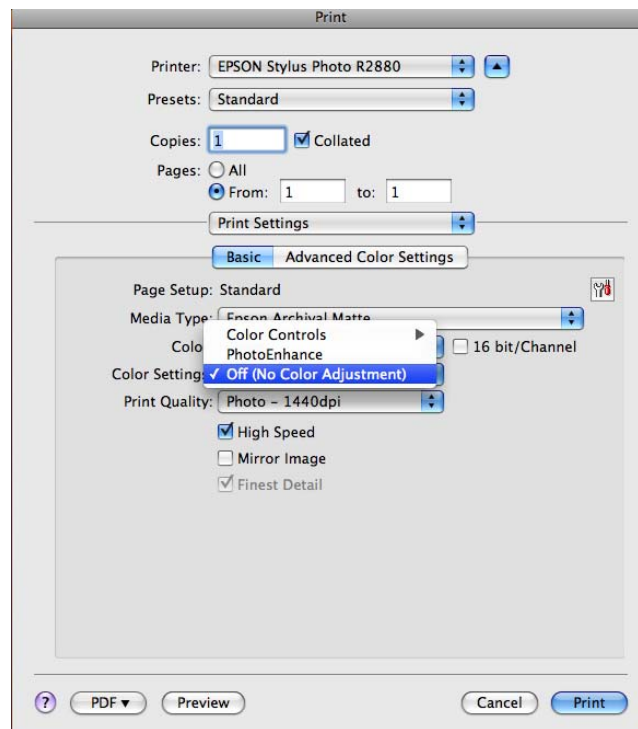 Print
Printer: EPSON Stylus Photo R2880
Presets: Standard
Copies: 1 Collated
Pages: All
From: 1 to: 1
Print Settings
Basic Advanced Color Settings
Page Setup: Standard
Media Type: Epson Archival Matte
Color Controls
Colo 16 bit/Channel
PhotoEnhance
Color Setting Off (No Color Adjustment)
Print Quality: Photo - 1440dpi
High Speed
Mirror Image
Finest Detail
? PDF Preview Cancel Print